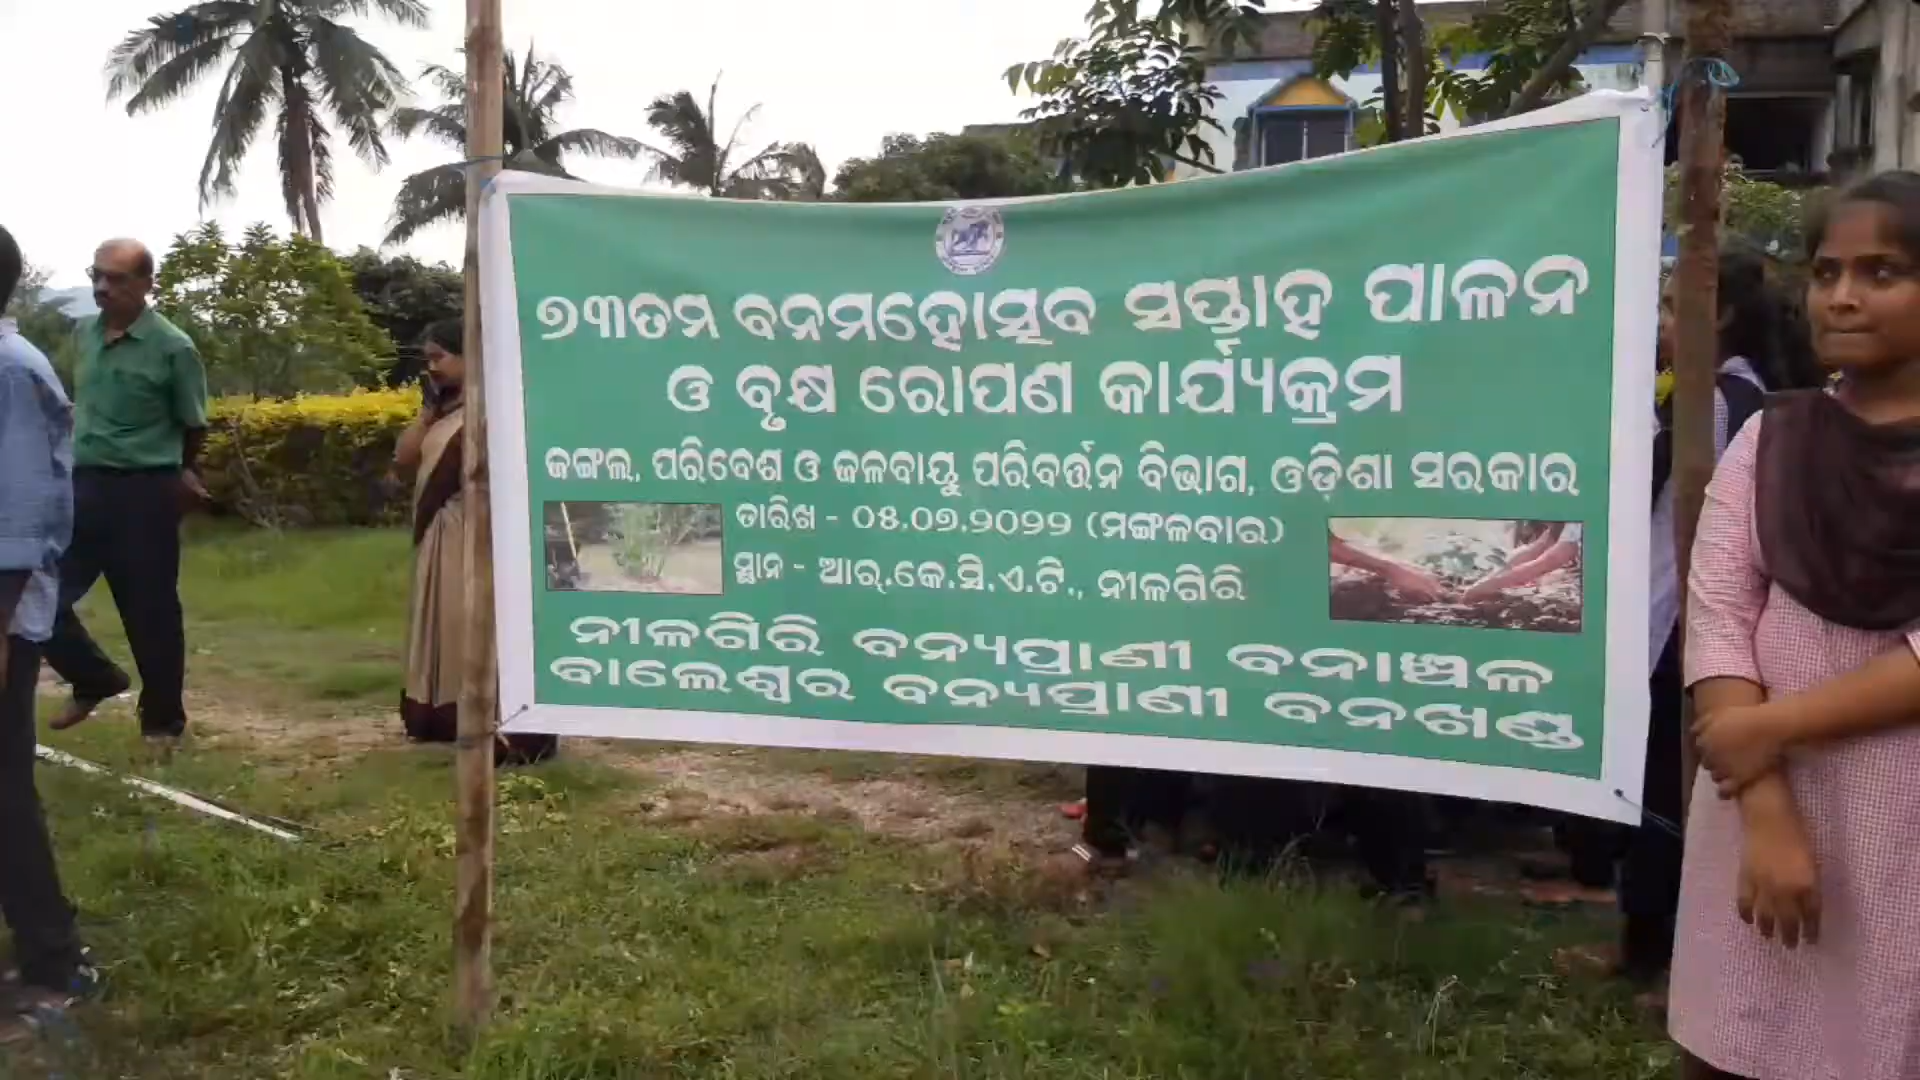 ୭୩ତମ ବନମହୋତ୍ସବ ସପ୍ତାହ ପାଳନ
ଓ ବୃକ୍ଷ ରୋପଣ କାର୍ଯ୍ୟକ୍ରମ
ଜଙ୍ଗଲ, ପରିବେଶ ଓ ଜଳବାୟୁ ପରିବର୍ତ୍ତନ ବିଭାଗ, ଓଡ଼ିଶା ସରକାର
ତାରିଖ - ୦୫.୦୭.୨୦୨୨ (ମଙ୍ଗଳବାର)
ସ୍ଥାନ - ଆର୍.କେ.ସି.ଏ.ଟି., ନୀଳଗିରି
ନୀଳଗିରି ବନ୍ୟପ୍ରାଣୀ ବନାଞ୍ଚଳ
ବାଲେଶ୍ୱର ବନ୍ୟପ୍ରାଣୀ ବନଖଣ୍ଡ